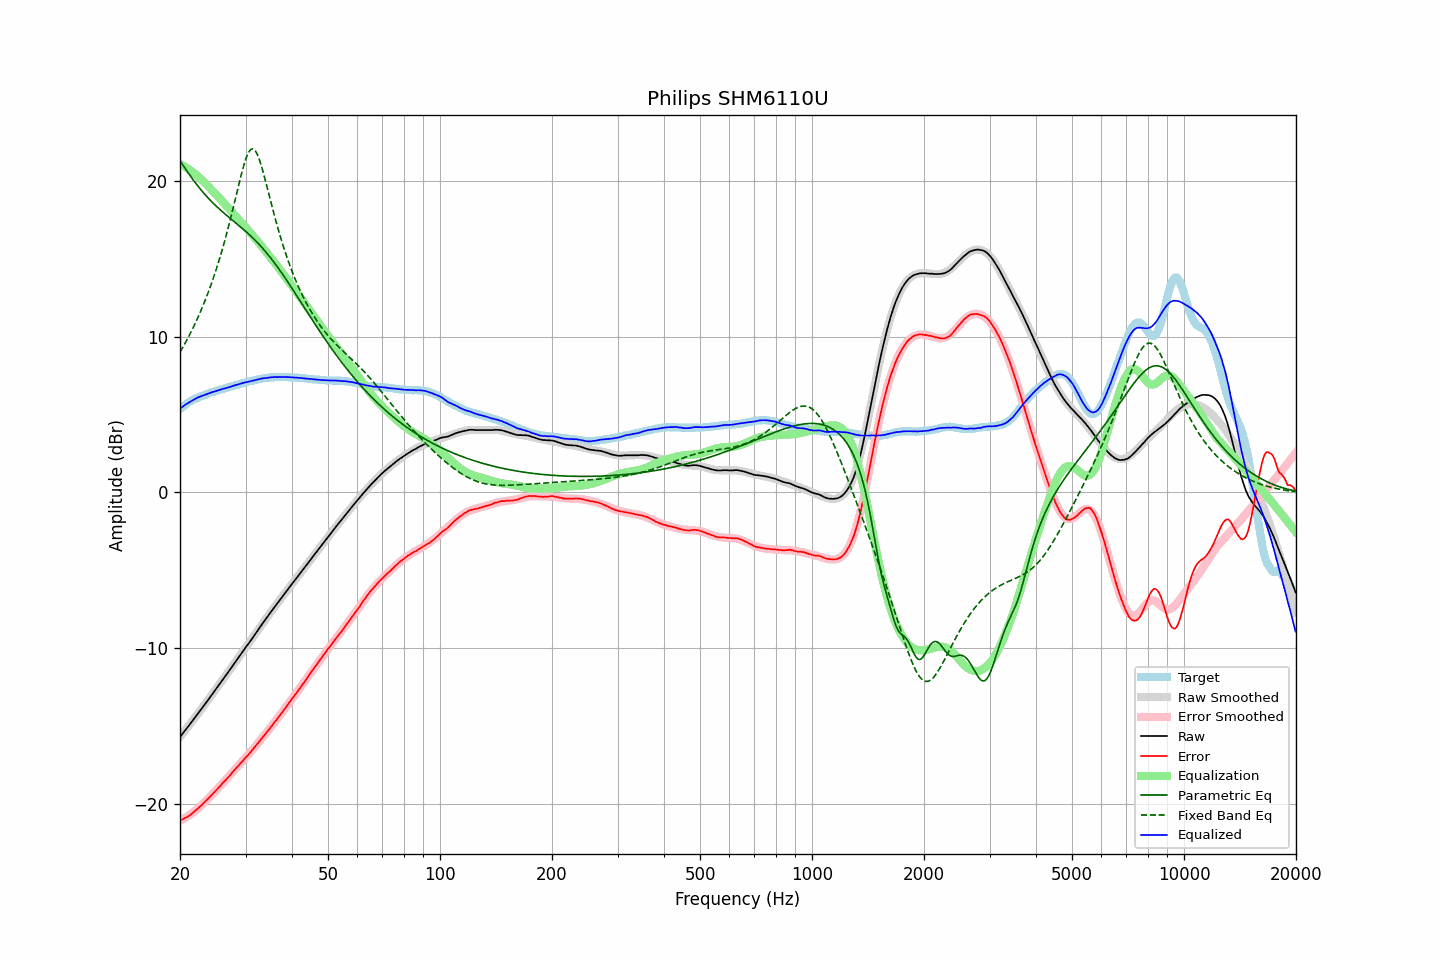 Philips SHM6110U
Amplitude (dBr)
20
10
0
−10
−20
20
50
100
200
500
1000
2000
5000
10000
20000
Frequency (Hz)
Target
Raw Smoothed
Error Smoothed
Raw
Error
Equalization
Parametric Eq
Fixed Band Eq
Equalized